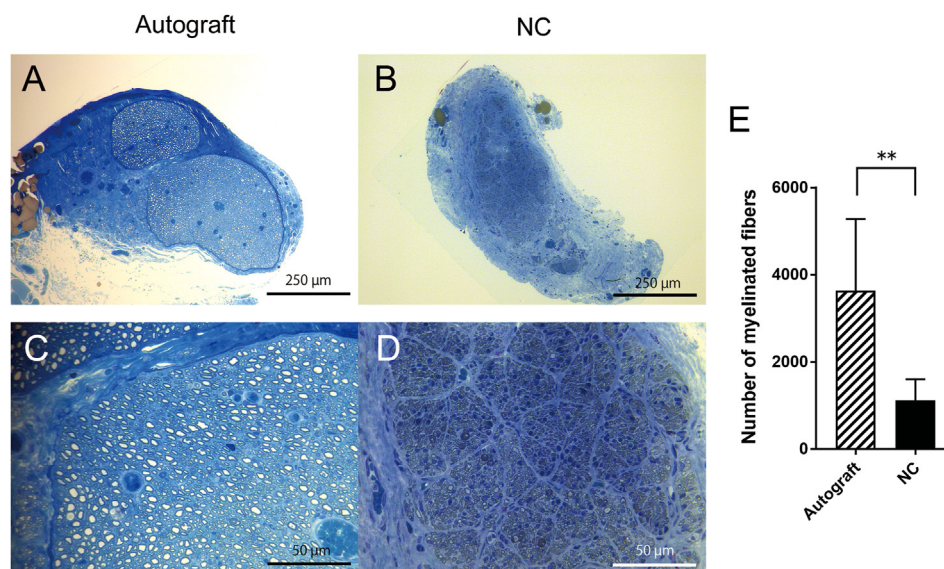 Autograft
NC
A
B
E
250 µm
250 µm
C
D
50 µm
50 µm
**
Number of myelinated fibers
6000
4000
2000
0
Autograft
NC